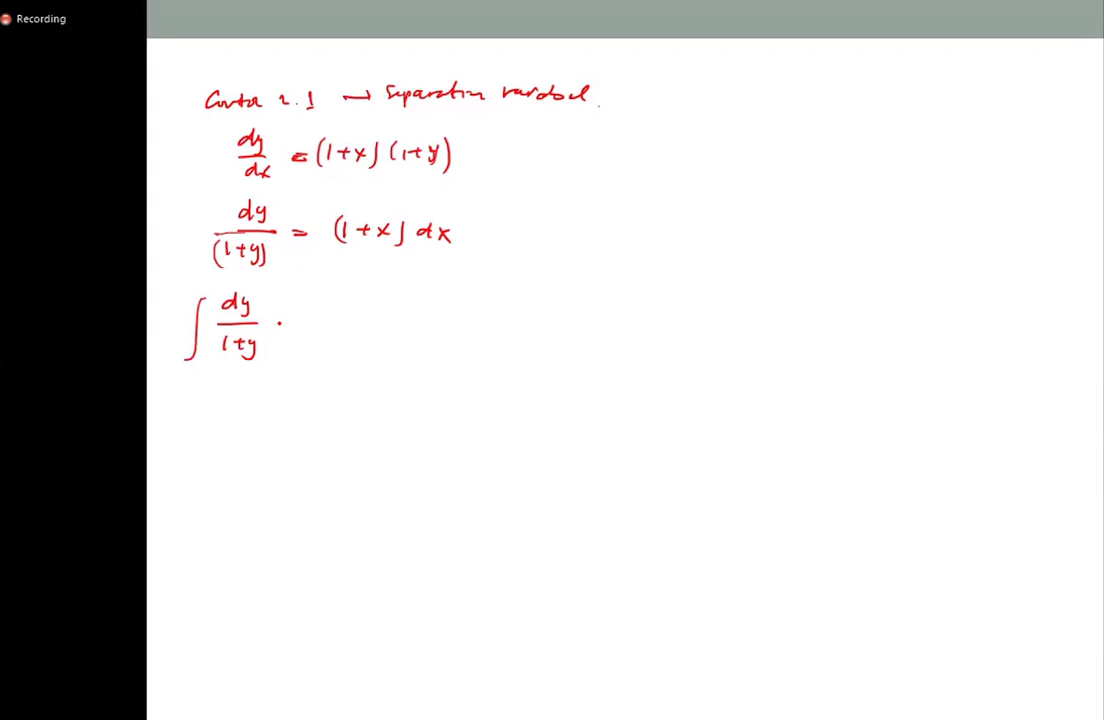 Recording
Contoh 2.1 → separation variabel.
dy/dx = (1+x) (1+y)
dy/(1+y) = (1+x) dx
∫ dy/1+y